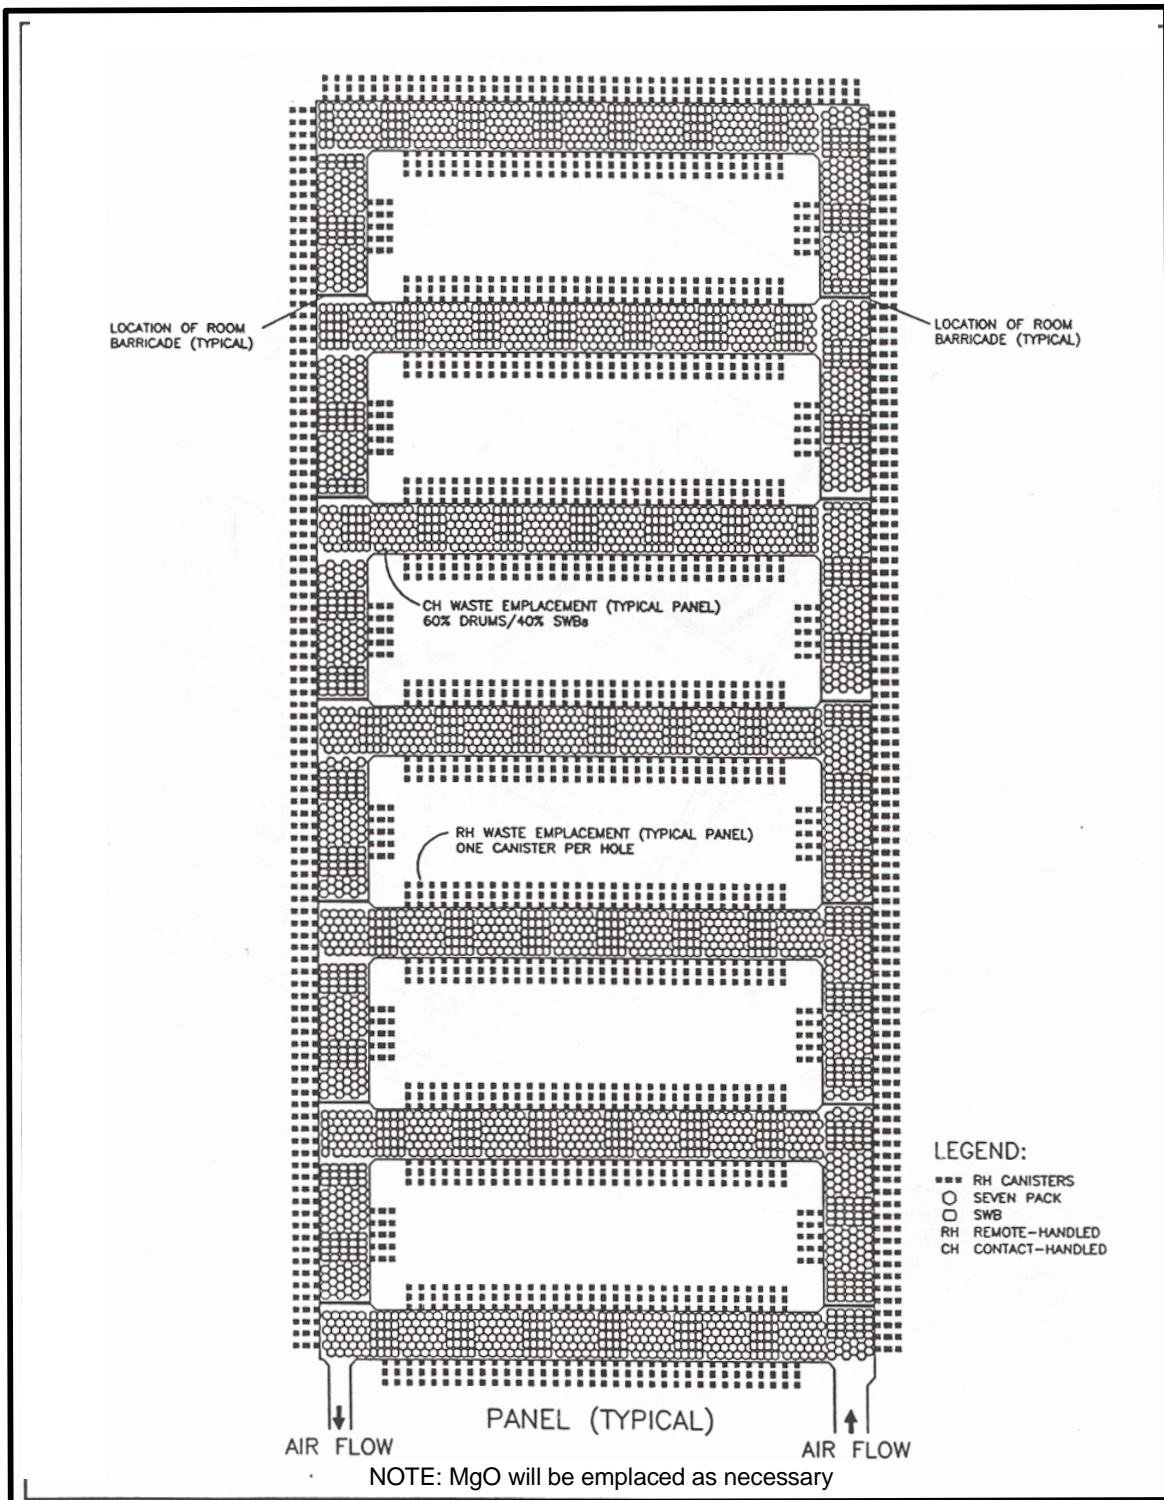 LOCATION OF ROOM
BARRICADE (TYPICAL)
LOCATION OF ROOM
BARRICADE (TYPICAL)
CH WASTE EMPLACEMENT (TYPICAL PANEL)
60% DRUMS/40% SWBs
RH WASTE EMPLACEMENT (TYPICAL PANEL)
ONE CANISTER PER HOLE
LEGEND:
RH CANISTERS
SEVEN PACK
SWB
RH REMOTE-HANDLED
CH CONTACT-HANDLED
PANEL (TYPICAL)
AIR FLOW
AIR FLOW
NOTE: MgO will be emplaced as necessary